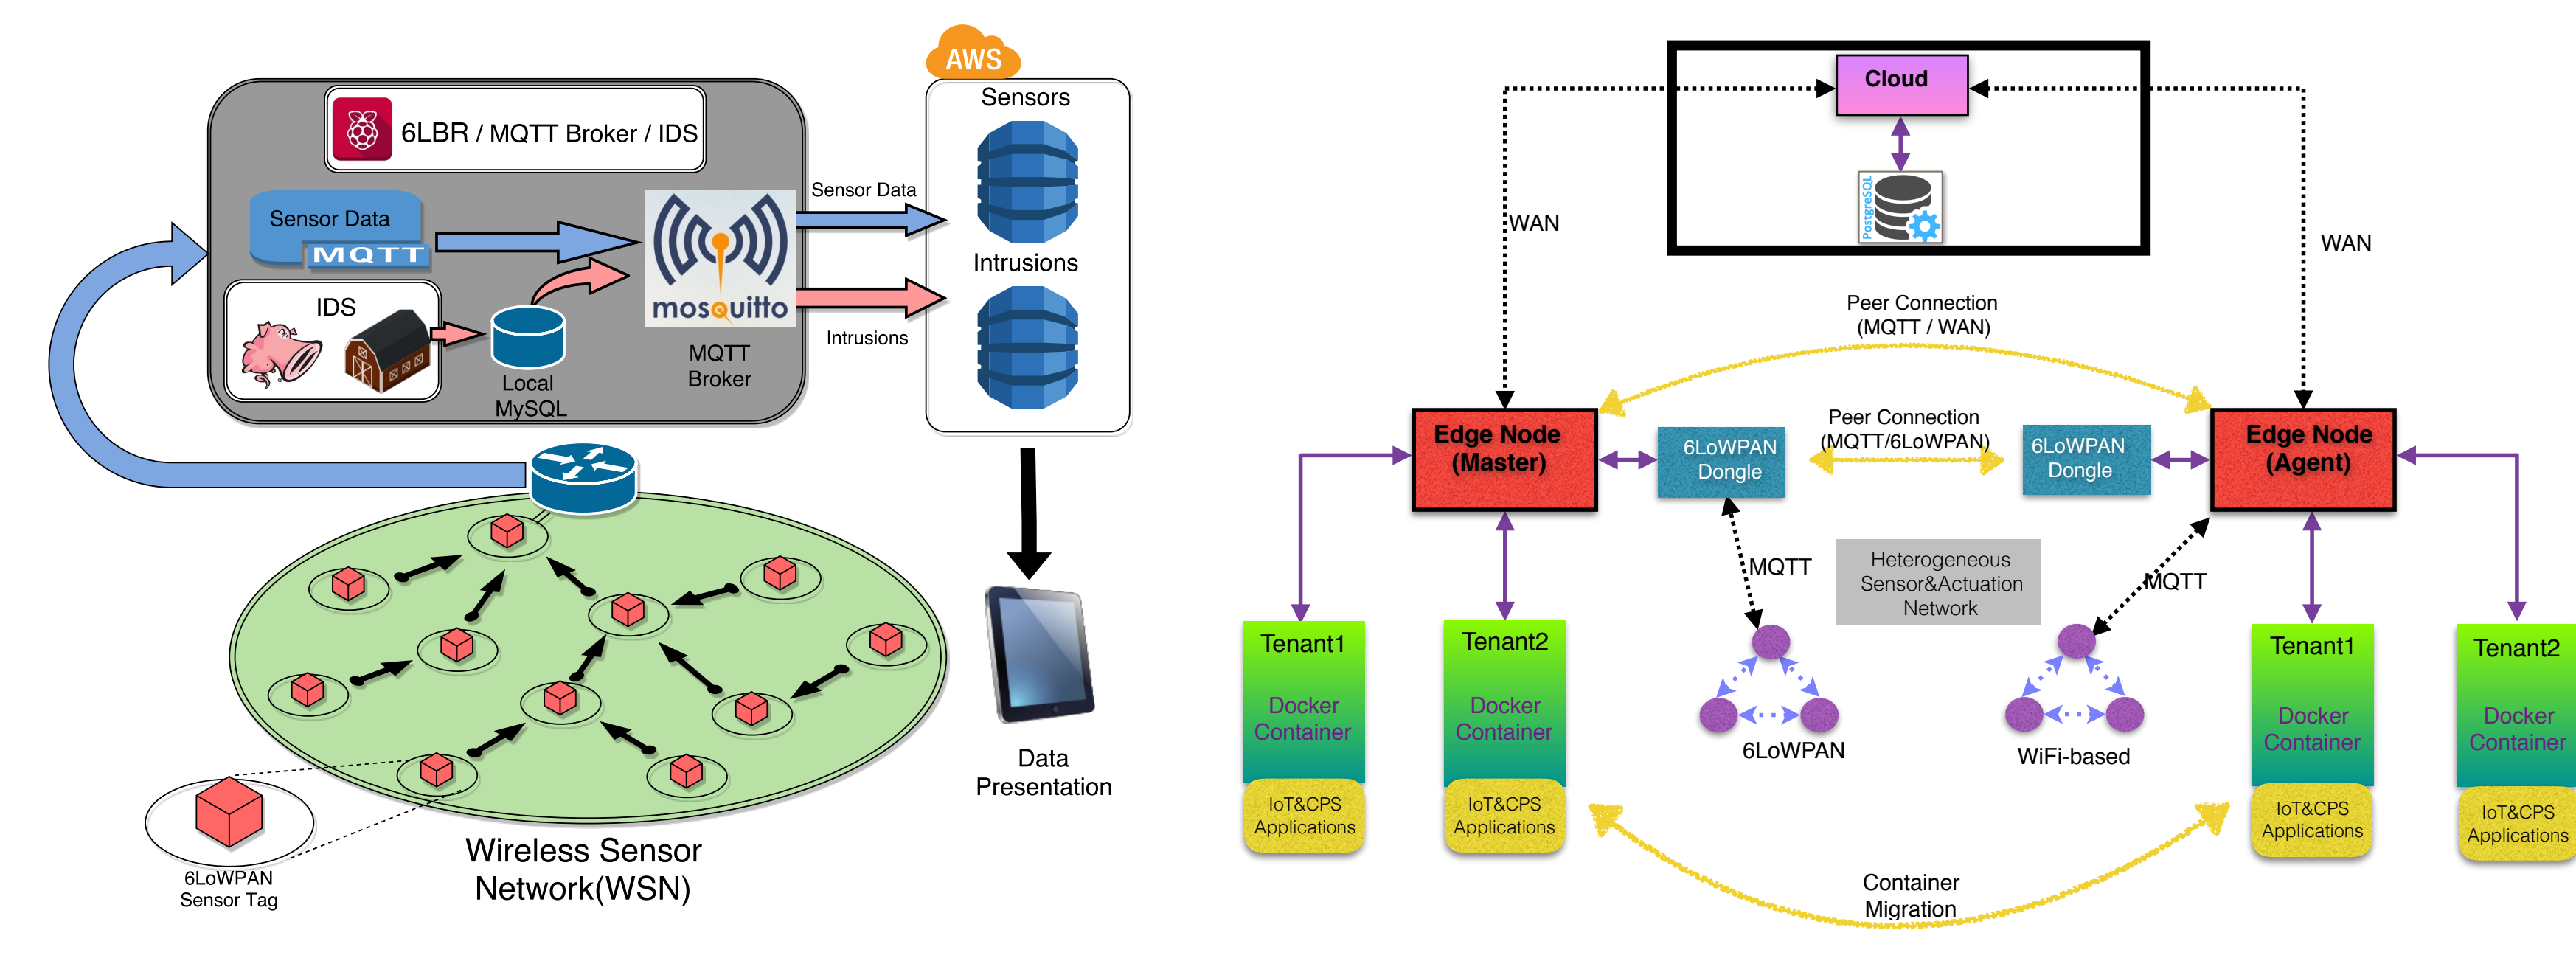 AWS
Sensors
6LBR / MQTT Broker / IDS
Sensor Data
MQTT
Sensor Data
Intrusions
mosquitto
IDS
Intrusions
MQTT
Broker
Local
MySQL
Data
Presentation
Wireless Sensor
Network(WSN)
6LoWPAN
Sensor Tag
Cloud
PostgreSQL
WAN
WAN
Peer Connection
(MQTT / WAN)
Edge Node
(Master)
6LoWPAN
Dongle
Peer Connection
(MQTT/6LoWPAN)
6LoWPAN
Dongle
Edge Node
(Agent)
MQTT
Heterogeneous
Sensor&Actuation
Network
MQTT
Tenant1
Docker
Container
IoT&CPS
Applications
Tenant2
Docker
Container
IoT&CPS
Applications
6LoWPAN
WiFi-based
Tenant1
Docker
Container
IoT&CPS
Applications
Tenant2
Docker
Container
IoT&CPS
Applications
Container
Migration